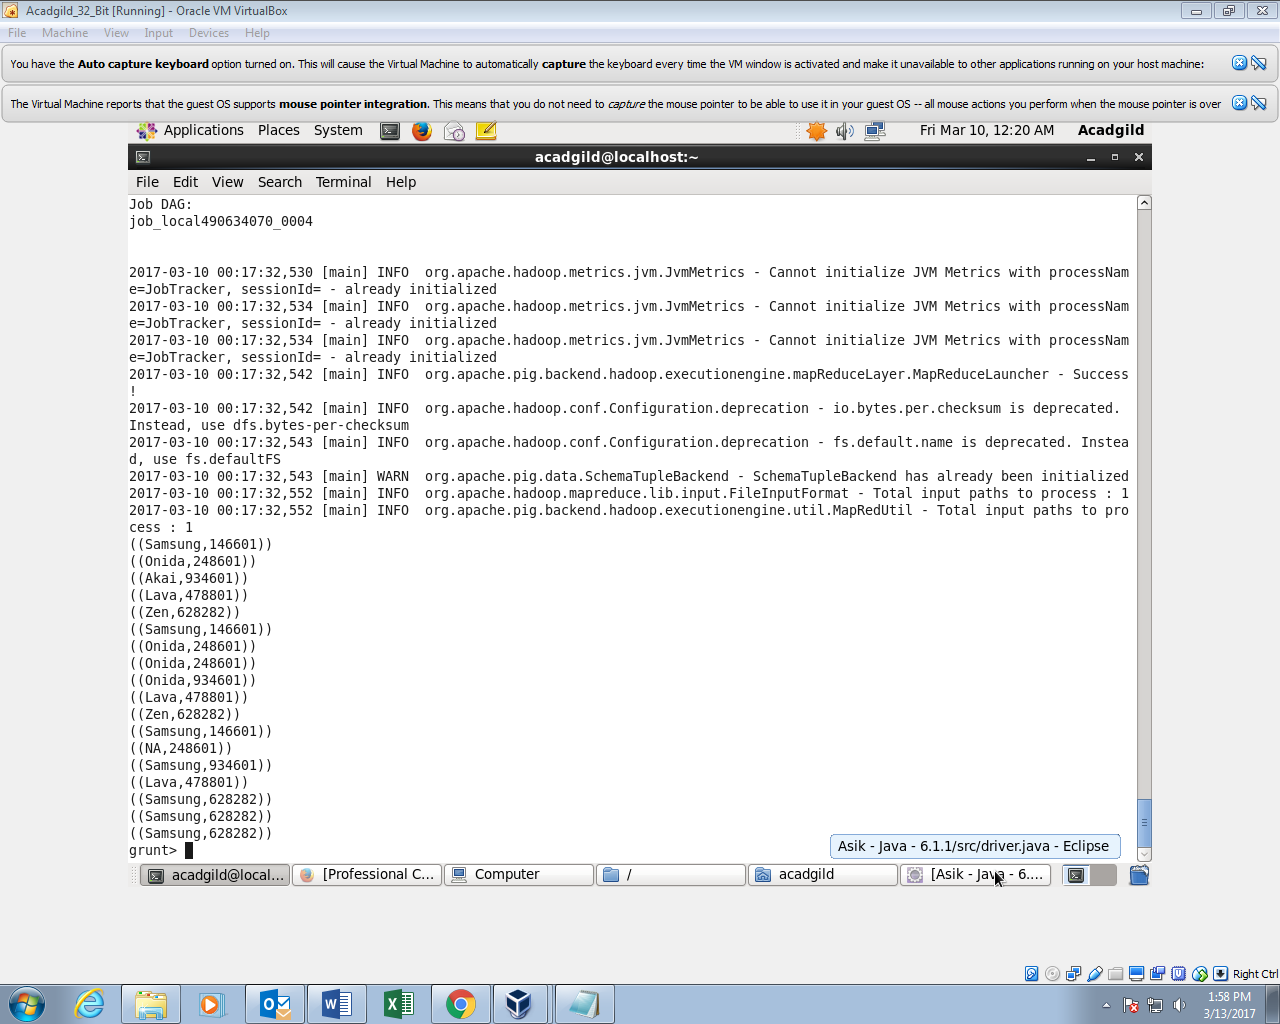 Acadgild_32_Bit [Running] - Oracle VM VirtualBox
File Machine View Input Devices Help
You have the Auto capture keyboard option turned on. This will cause the Virtual Machine to automatically capture the keyboard every time the VM window is activated and make it unavailable to other applications running on your host machine:
The Virtual Machine reports that the guest OS supports mouse pointer integration. This means that you do not need to capture the mouse pointer to be able to use it in your guest OS -- all mouse actions you perform when the mouse pointer is over
Applications Places System Fri Mar 10, 12:20 AM Acadgild
acadgild@localhost:~
File Edit View Search Terminal Help
Job DAG:
job_local490634070_0004
2017-03-10 00:17:32,530 [main] INFO  org.apache.hadoop.metrics.jvm.JvmMetrics - Cannot initialize JVM Metrics with processNam
e=JobTracker, sessionId= - already initialized
2017-03-10 00:17:32,534 [main] INFO  org.apache.hadoop.metrics.jvm.JvmMetrics - Cannot initialize JVM Metrics with processNam
e=JobTracker, sessionId= - already initialized
2017-03-10 00:17:32,534 [main] INFO  org.apache.hadoop.metrics.jvm.JvmMetrics - Cannot initialize JVM Metrics with processNam
e=JobTracker, sessionId= - already initialized
2017-03-10 00:17:32,542 [main] INFO  org.apache.pig.backend.hadoop.executionengine.mapReduceLayer.MapReduceLauncher - Success
!
2017-03-10 00:17:32,542 [main] INFO  org.apache.hadoop.conf.Configuration.deprecation - io.bytes.per.checksum is deprecated.
Instead, use dfs.bytes-per-checksum
2017-03-10 00:17:32,543 [main] INFO  org.apache.hadoop.conf.Configuration.deprecation - fs.default.name is deprecated. Instea
d, use fs.defaultFS
2017-03-10 00:17:32,543 [main] WARN  org.apache.pig.data.SchemaTupleBackend - SchemaTupleBackend has already been initialized
2017-03-10 00:17:32,552 [main] INFO  org.apache.hadoop.mapreduce.lib.input.FileInputFormat - Total input paths to process : 1
2017-03-10 00:17:32,552 [main] INFO  org.apache.pig.backend.hadoop.executionengine.util.MapRedUtil - Total input paths to pro
cess : 1
((Samsung,146601))
((Onida,248601))
((Akai,934601))
((Lava,478801))
((Zen,628282))
((Samsung,146601))
((Onida,248601))
((Onida,248601))
((Onida,934601))
((Lava,478801))
((Zen,628282))
((Samsung,146601))
((NA,248601))
((Samsung,934601))
((Lava,478801))
((Samsung,628282))
((Samsung,628282))
((Samsung,628282))
grunt>
Asik - Java - 6.1.1/src/driver.java - Eclipse
acadgild@local... [Professional C... Computer / acadgild [Asik - Java - 6....
Right Ctrl
1:58 PM
3/13/2017